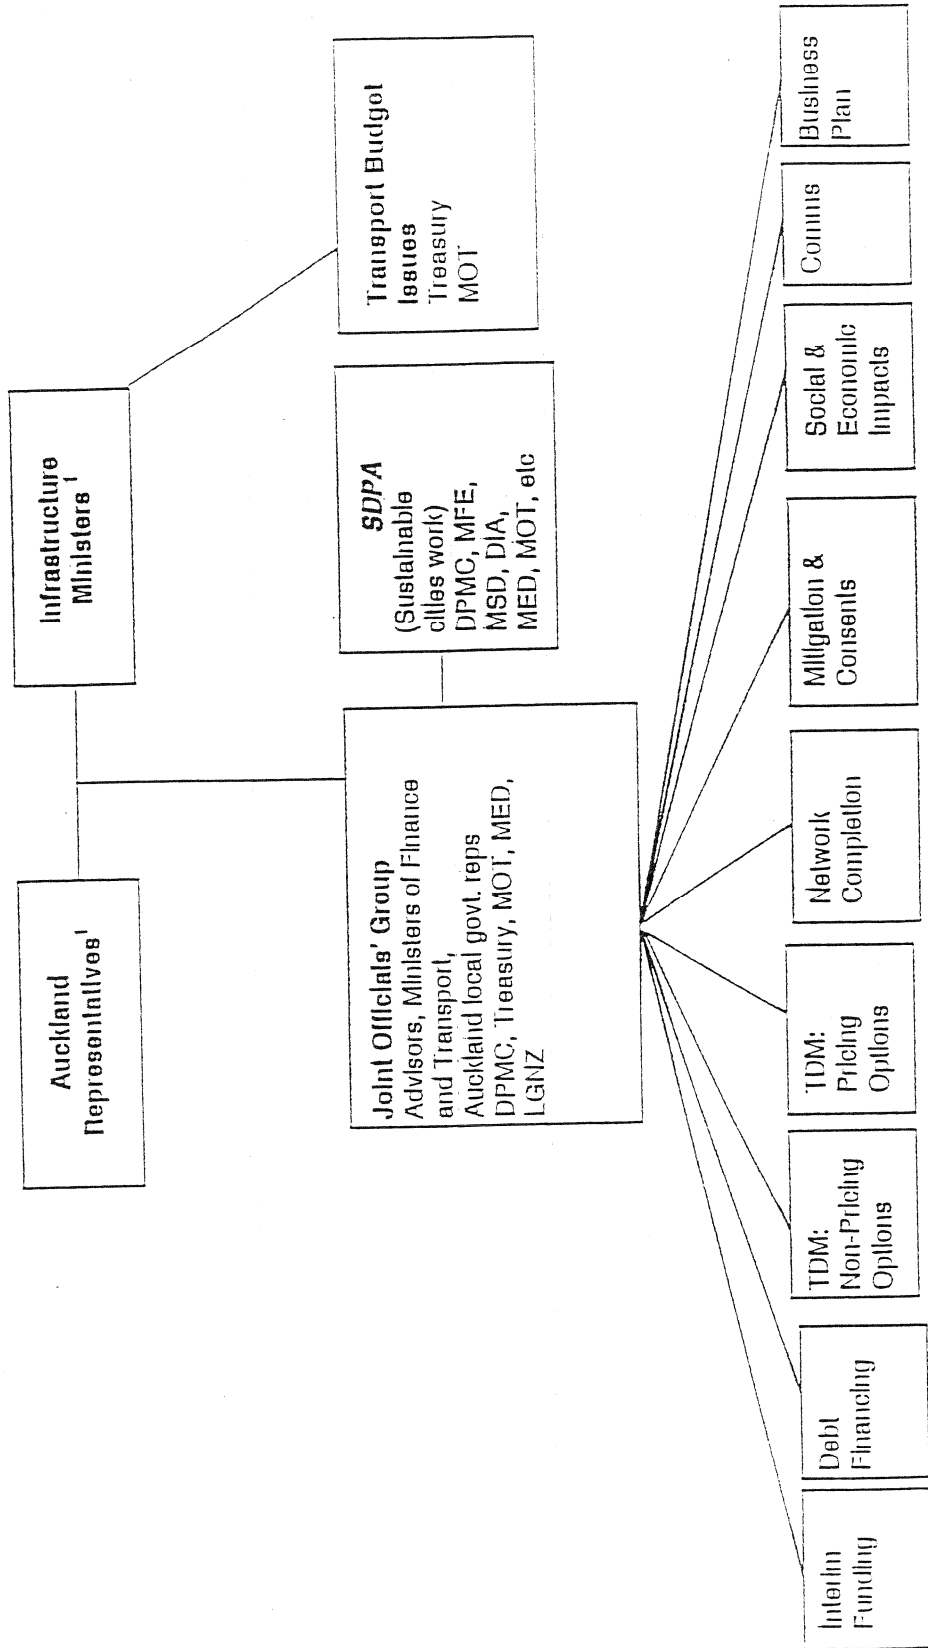 Auckland
Representatives¹
Infrastructure
Ministers¹
Joint Officials' Group
Advisors, Ministers of Finance
and Transport,
Auckland local govt. reps
DPMC, Treasury, MOT, MED,
LGNZ
SDPA
(Sustainable
cities work)
DPMC, MFE,
MSD, DIA,
MED, MOT, etc
Transport Budget
Issues
Treasury
MOT
Interim
Funding
Debt
Financing
TDM:
Non-Pricing
Options
TDM:
Pricing
Options
Network
Completion
Mitigation &
Consents
Social &
Economic
Impacts
Comms
Business
Plan